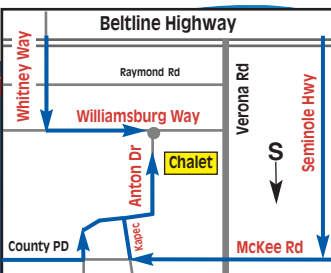 Beltline Highway
Whitney Way
Raymond Rd
Williamsburg Way
Verona Rd
Seminole Hwy
Anton Dr
Chalet
S
County PD
Kapec
McKee Rd